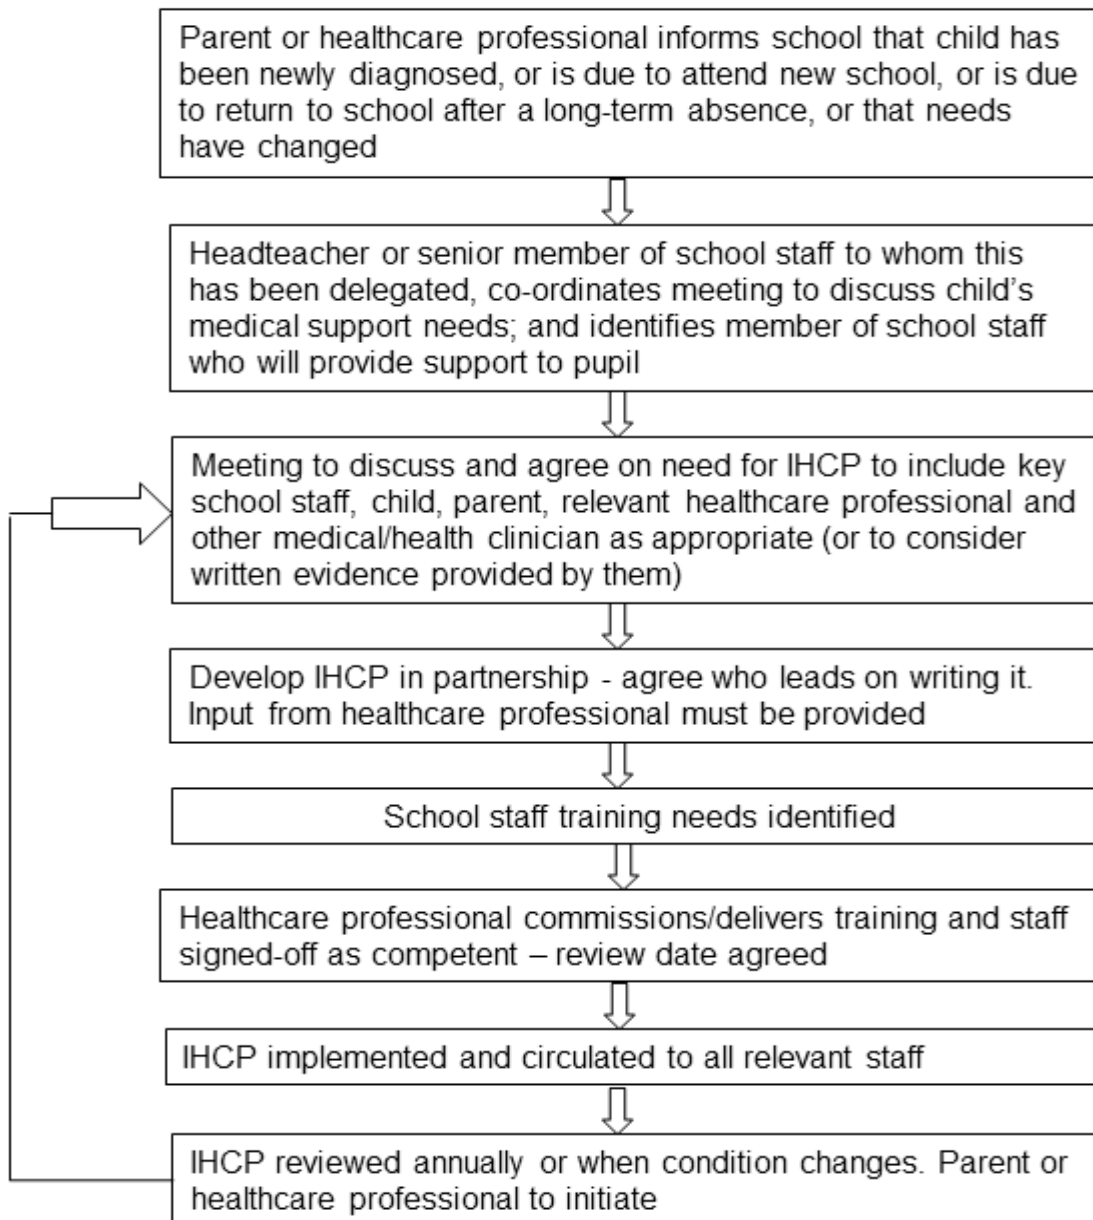 Parent or healthcare professional informs school that child has
been newly diagnosed, or is due to attend new school, or is due
to return to school after a long-term absence, or that needs
have changed
Headteacher or senior member of school staff to whom this
has been delegated, co-ordinates meeting to discuss child’s
medical support needs; and identifies member of school staff
who will provide support to pupil
Meeting to discuss and agree on need for IHCP to include key
school staff, child, parent, relevant healthcare professional and
other medical/health clinician as appropriate (or to consider
written evidence provided by them)
Develop IHCP in partnership - agree who leads on writing it.
Input from healthcare professional must be provided
School staff training needs identified
Healthcare professional commissions/delivers training and staff
signed-off as competent – review date agreed
IHCP implemented and circulated to all relevant staff
IHCP reviewed annually or when condition changes. Parent or
healthcare professional to initiate